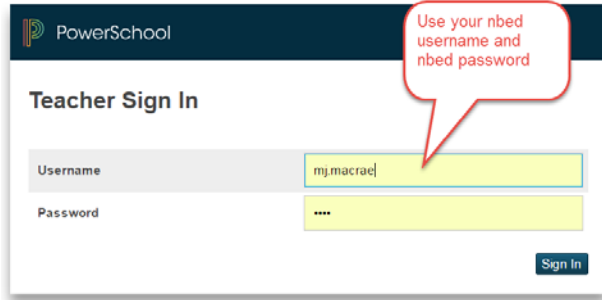 PowerSchool
Use your nbed
username and
nbed password
Teacher Sign In
Username
mj.macrae
Password
••••
Sign In